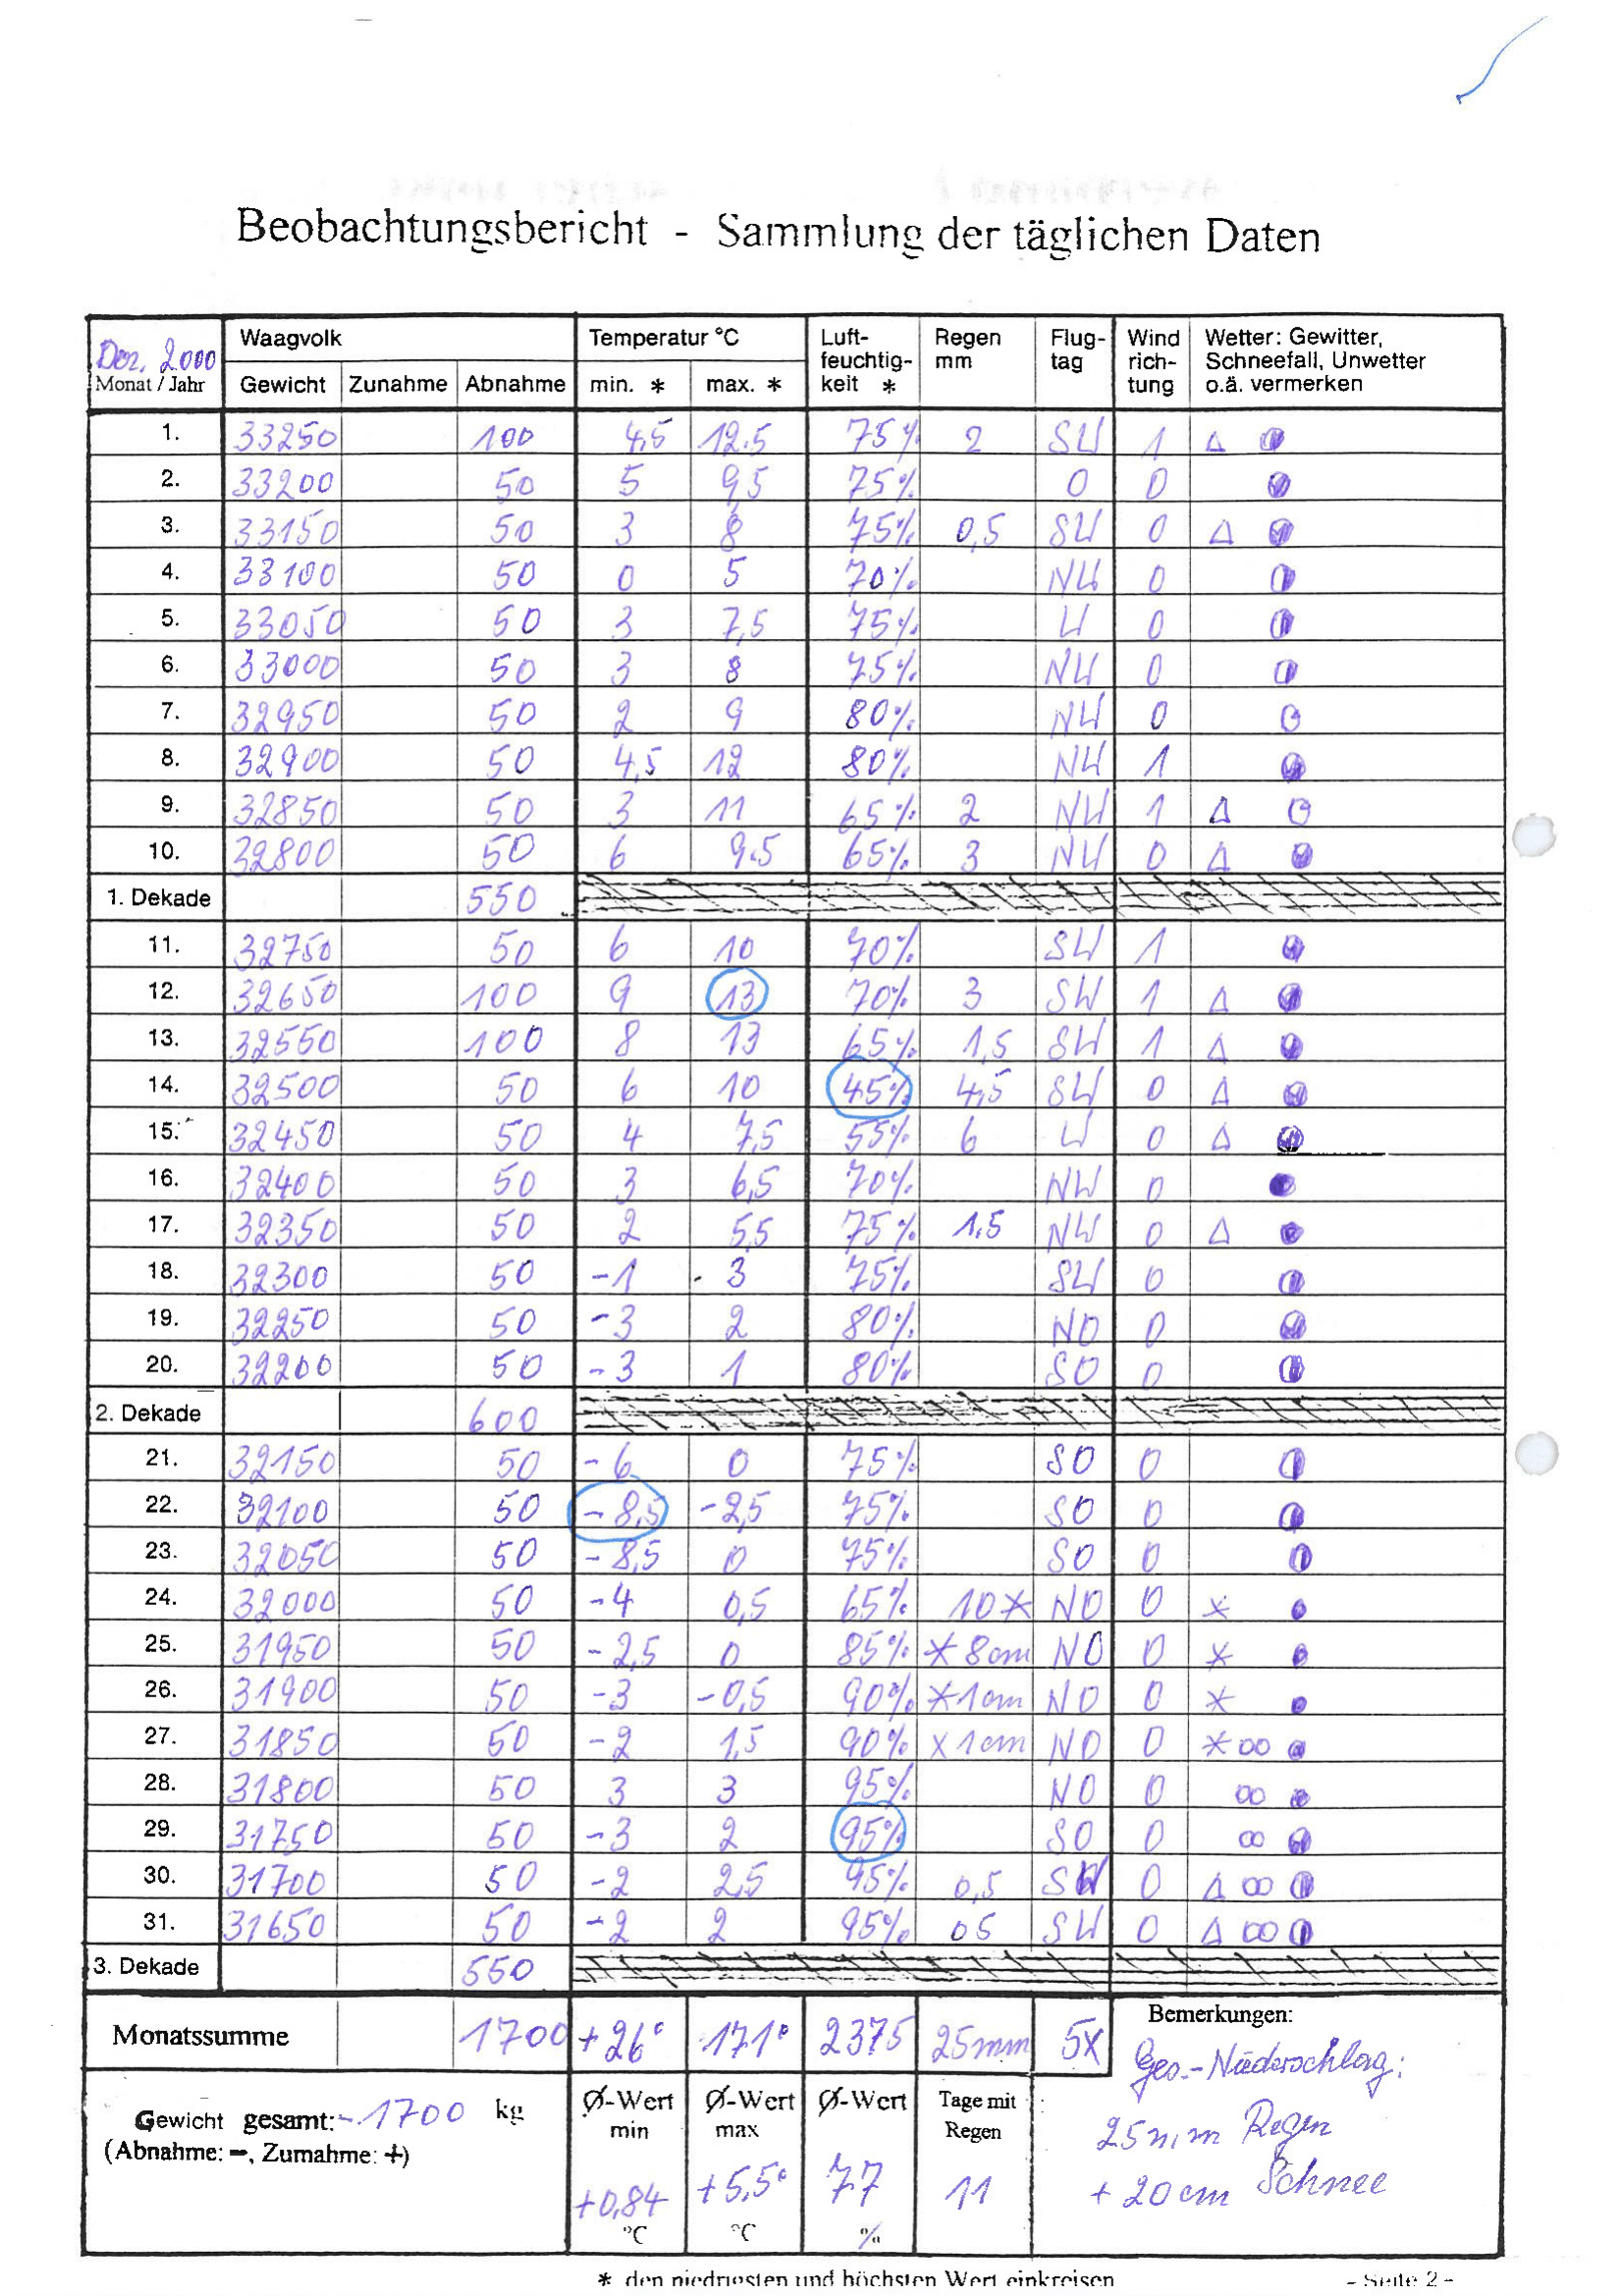 Beobachtungsbericht - Sammlung der täglichen Daten
Dez. 2000 Waagvolk Temperatur °C Luft- Regen Flug- Wind Wetter: Gewitter,
feuchtig- mm tag rich- Schneefall, Unwetter
Monat / Jahr Gewicht Zunahme Abnahme min. * max. * keit * tung o.ä. vermerken
1. 33250 100 4,5 12.5 75% 2 SW 1 Δ
2. 33200 50 5 9,5 75% O 0
3. 33150 50 3 8 75% 0,5 SW 0 Δ
4. 33100 50 0 5 70% NW 0
5. 33050 50 3 7,5 75% W 0
6. 33000 50 3 8 75% NW 0
7. 32950 50 2 9 80% NW 0
8. 32900 50 4,5 12 80% NW 1
9. 32850 50 3 11 65% 2 NW 1 Δ
10. 32800 50 6 9.5 65% 3 NW 0 Δ
1. Dekade 550
11. 32750 50 6 10 70% SW 1
12. 32650 100 9 13 70% 3 SW 1 Δ
13. 32550 100 8 13 65% 1,5 SW 1 Δ
14. 32500 50 6 10 45% 4,5 SW 0 Δ
15. 32450 50 4 7,5 55% 6 W 0 Δ
16. 32400 50 3 6,5 70% NW 0
17. 32350 50 2 5,5 75% 1,5 NW 0 Δ
18. 32300 50 -1 3 75% SW 0
19. 32250 50 -3 2 80% NO 0
20. 32200 50 -3 1 80% SO 0
2. Dekade 600
21. 32150 50 -6 0 75% SO 0
22. 32100 50 -8,5 -2,5 75% SO 0
23. 32050 50 -8,5 0 75% SO 0
24. 32000 50 -4 0,5 65% 10* NO 0 *
25. 31950 50 -2,5 0 85% *8cm NO 0 *
26. 31900 50 -3 -0,5 90% *1cm NO 0 *
27. 31850 50 -2 1,5 90% x1cm NO 0 * ∞
28. 31800 50 3 3 95% NO 0 ∞
29. 31750 50 -3 2 95% SO 0 ∞
30. 31700 50 -2 2,5 95% 0,5 SW 0 Δ ∞
31. 31650 50 -2 2 95% 05 SW 0 Δ ∞
3. Dekade 550
Monatssumme 1700 +26° 171° 2375 25mm 5x
Bemerkungen:
Ges.-Niederschlag:
25mm Regen
+ 20cm Schnee
Gewicht gesamt: -1700 kg
(Abnahme: -, Zumahme: +)
Ø-Wert Ø-Wert Ø-Wert Tage mit
min max Regen
+0,84 +5,5° 77 11
°C °C %
* den niedriesten und höchsten Wert einkreisen - Seite 2 -